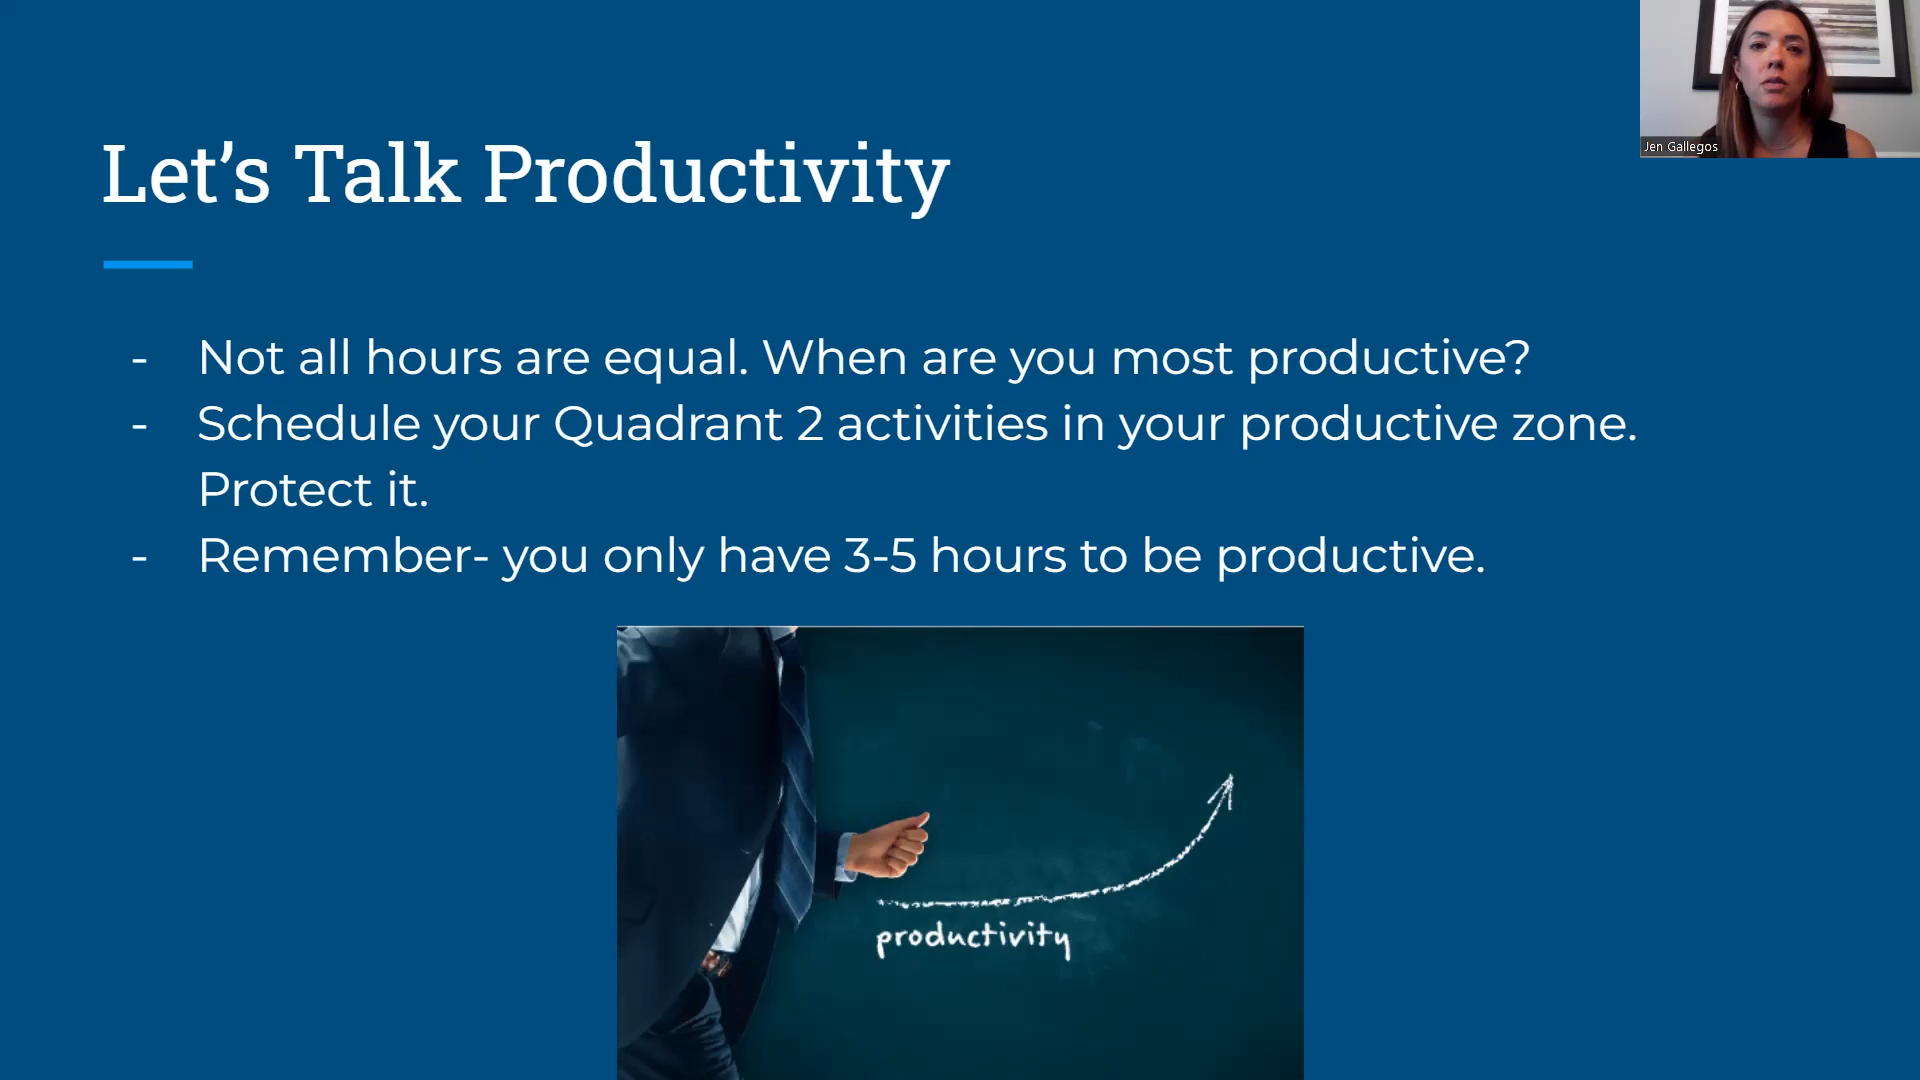 Let’s Talk Productivity
- Not all hours are equal. When are you most productive?
- Schedule your Quadrant 2 activities in your productive zone.
Protect it.
- Remember- you only have 3-5 hours to be productive.
productivity
Jen Gallegos